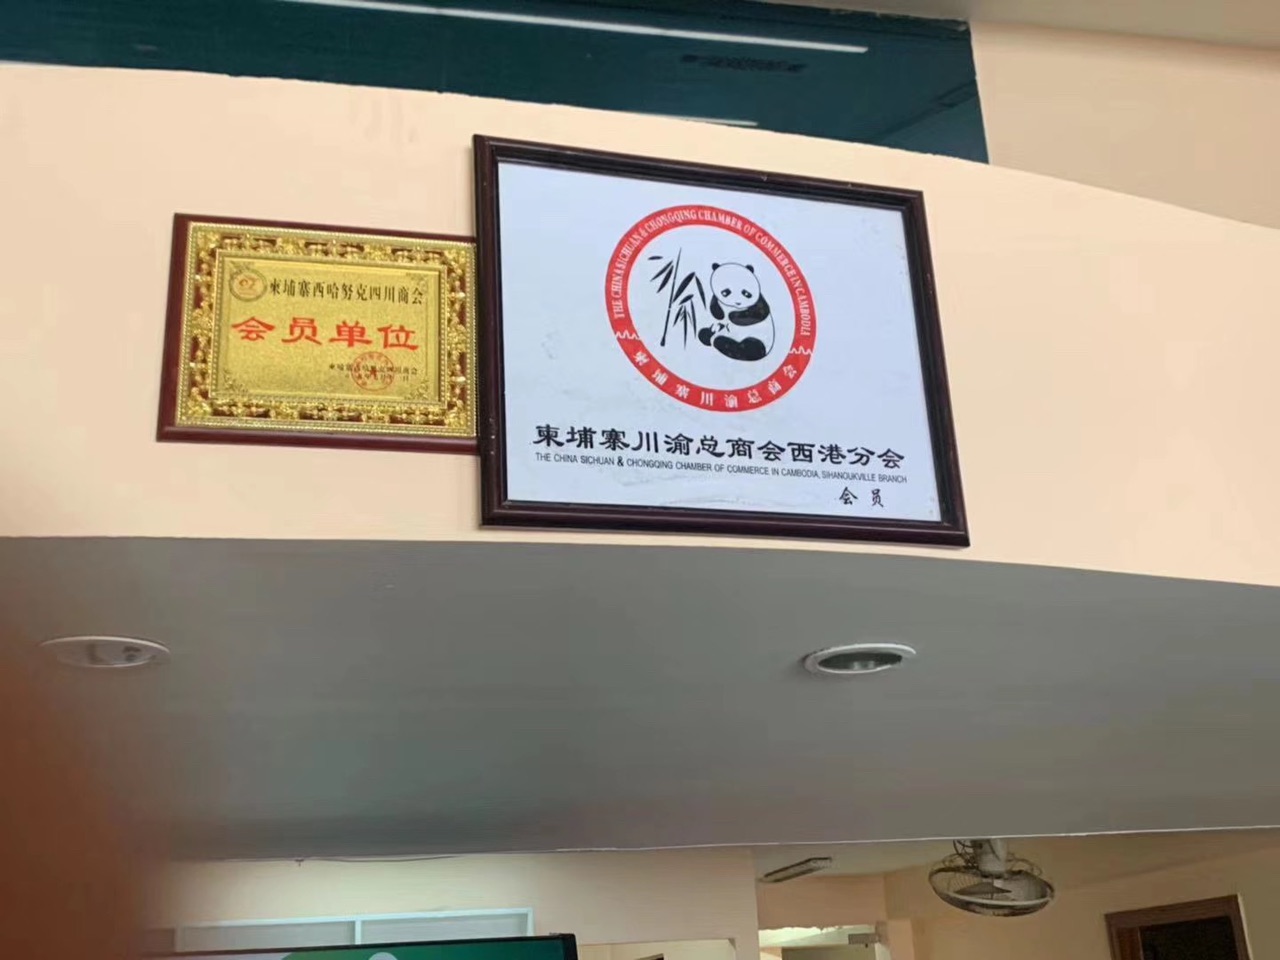 柬埔寨西哈努克四川商会
会员单位
THE CHINA SICHUAN & CHONGQING CHAMBER OF COMMERCE IN CAMBODIA
柬埔寨川渝总商会
柬埔寨川渝总商会西港分会
THE CHINA SICHUAN & CHONGQING CHAMBER OF COMMERCE IN CAMBODIA, SIHANOUKVILLE BRANCH
会员